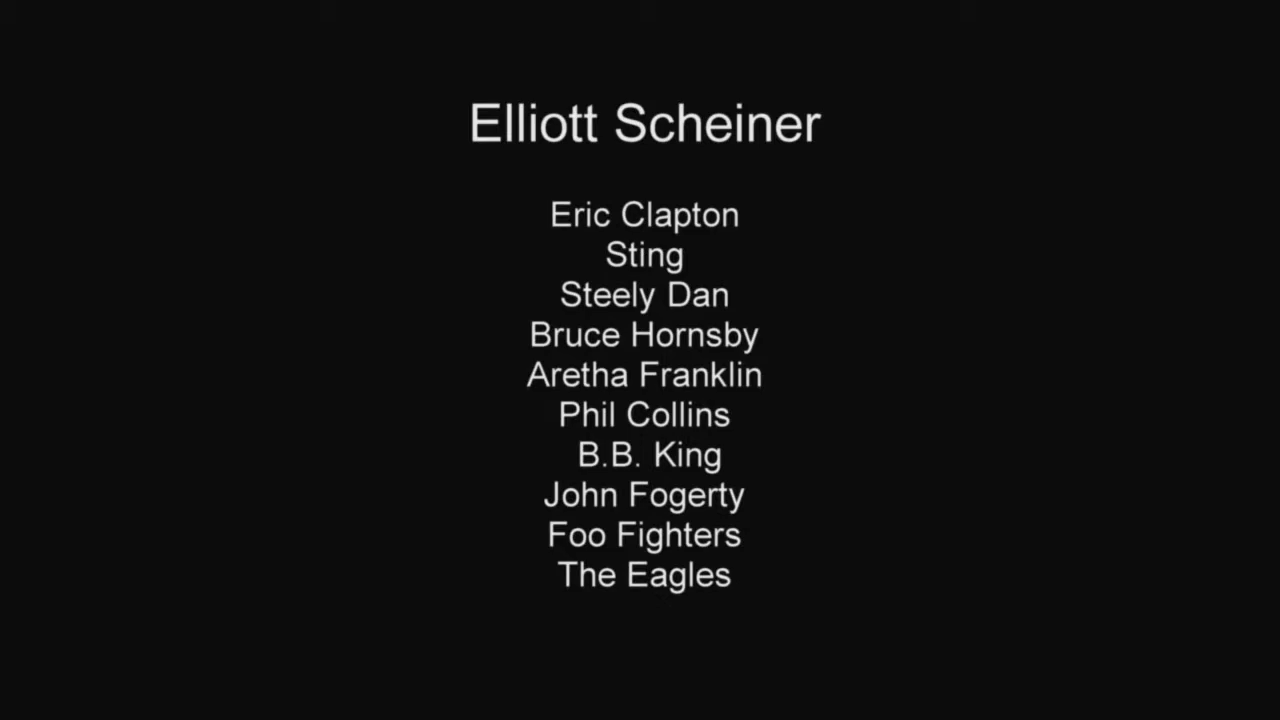 Elliott Scheiner
Eric Clapton
Sting
Steely Dan
Bruce Hornsby
Aretha Franklin
Phil Collins
B.B. King
John Fogerty
Foo Fighters
The Eagles